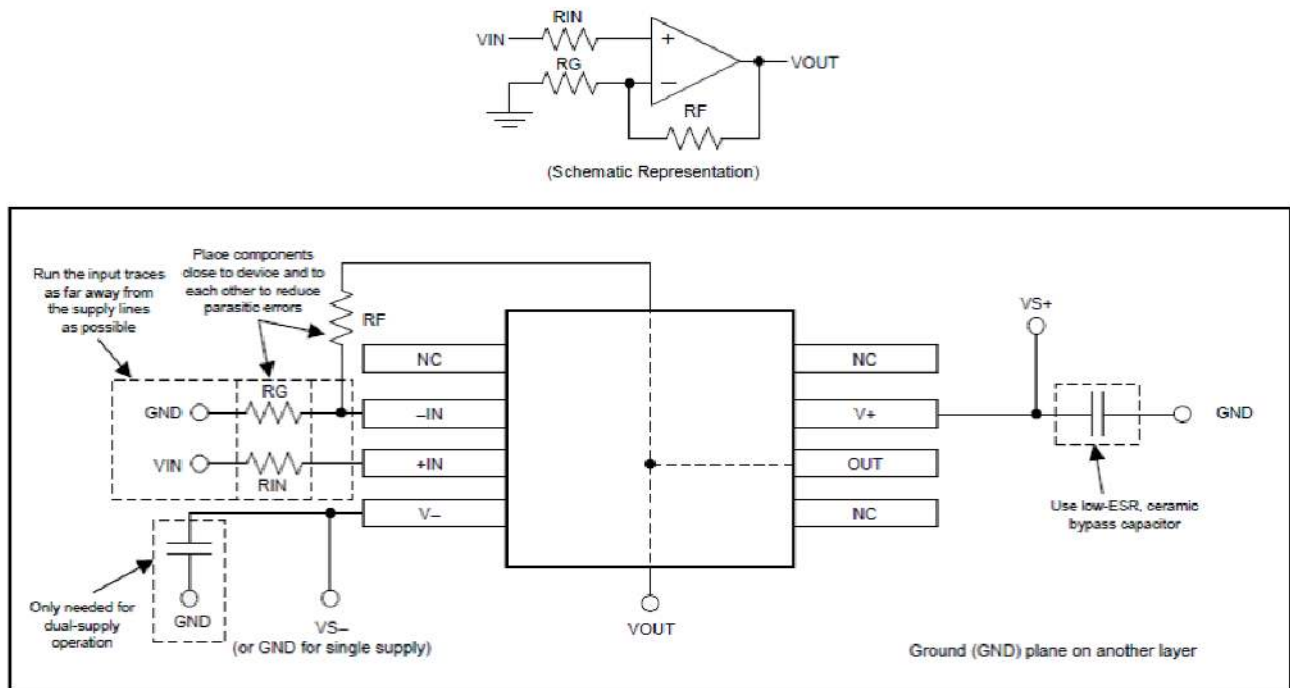 RIN
VIN
+
VOUT
RG
–
RF
(Schematic Representation)
Run the input traces
as far away from
the supply lines
as possible
Place components
close to device and to
each other to reduce
parasitic errors
RF
VS+
NC
NC
RG
GND
–IN
V+
GND
VIN
+IN
OUT
RIN
V–
NC
Use low-ESR, ceramic
bypass capacitor
Only needed for
dual-supply
operation
GND
VS–
(or GND for single supply)
VOUT
Ground (GND) plane on another layer